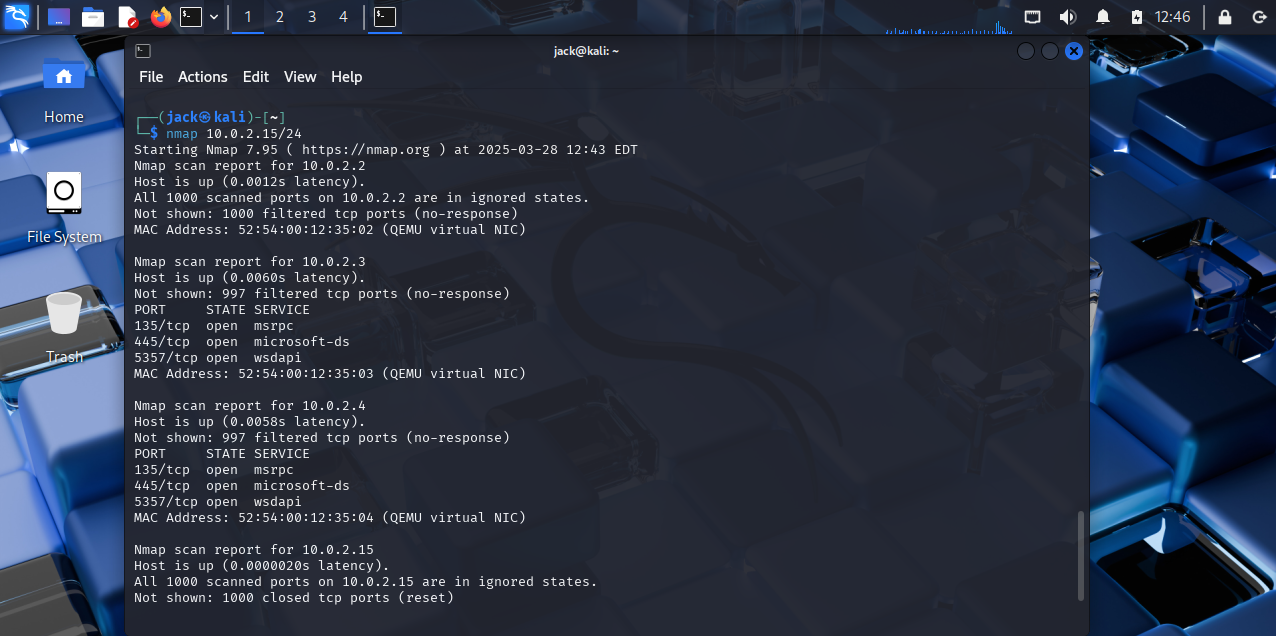 1 2 3 4
12:46
jack@kali: ~
File Actions Edit View Help
Home
File System
Trash
┌──(jack㉿kali)-[~]
└─$ nmap 10.0.2.15/24
Starting Nmap 7.95 ( https://nmap.org ) at 2025-03-28 12:43 EDT
Nmap scan report for 10.0.2.2
Host is up (0.0012s latency).
All 1000 scanned ports on 10.0.2.2 are in ignored states.
Not shown: 1000 filtered tcp ports (no-response)
MAC Address: 52:54:00:12:35:02 (QEMU virtual NIC)
Nmap scan report for 10.0.2.3
Host is up (0.0060s latency).
Not shown: 997 filtered tcp ports (no-response)
PORT     STATE SERVICE
135/tcp  open  msrpc
445/tcp  open  microsoft-ds
5357/tcp open  wsdapi
MAC Address: 52:54:00:12:35:03 (QEMU virtual NIC)
Nmap scan report for 10.0.2.4
Host is up (0.0058s latency).
Not shown: 997 filtered tcp ports (no-response)
PORT     STATE SERVICE
135/tcp  open  msrpc
445/tcp  open  microsoft-ds
5357/tcp open  wsdapi
MAC Address: 52:54:00:12:35:04 (QEMU virtual NIC)
Nmap scan report for 10.0.2.15
Host is up (0.0000020s latency).
All 1000 scanned ports on 10.0.2.15 are in ignored states.
Not shown: 1000 closed tcp ports (reset)